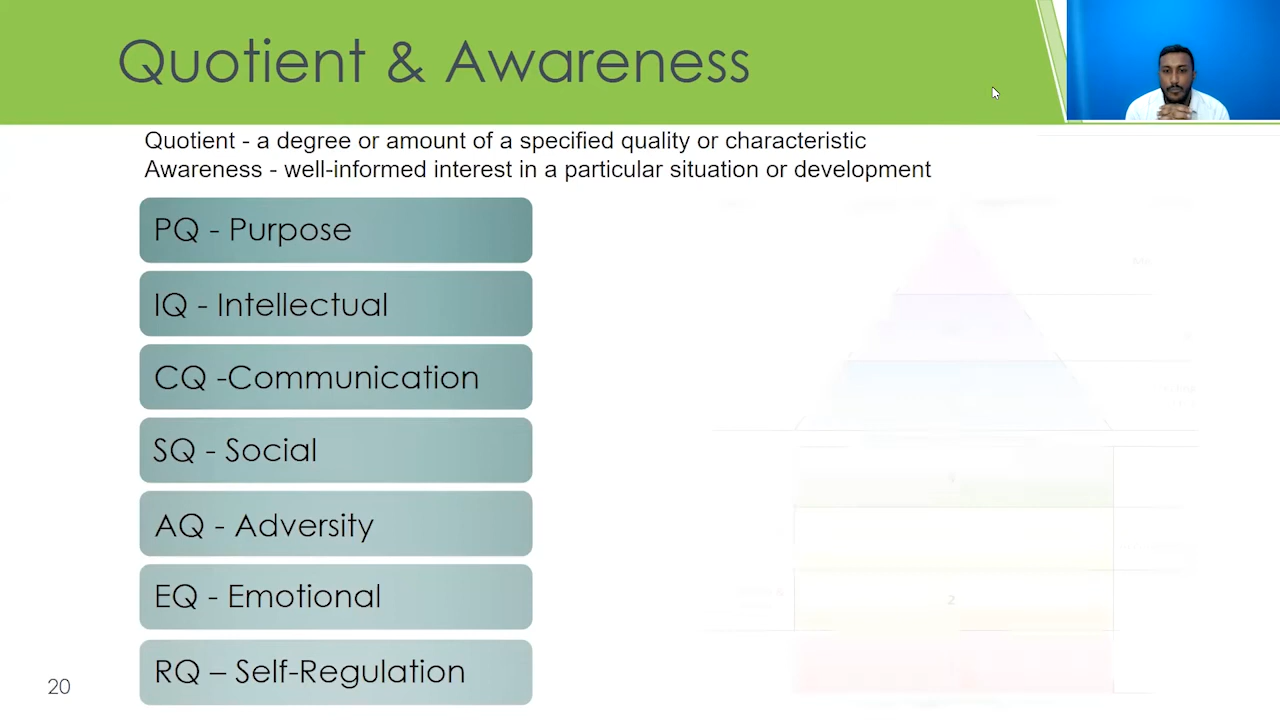 Quotient & Awareness
Quotient - a degree or amount of a specified quality or characteristic
Awareness - well-informed interest in a particular situation or development
PQ - Purpose
IQ - Intellectual
CQ -Communication
SQ - Social
AQ - Adversity
EQ - Emotional
RQ – Self-Regulation
2
20